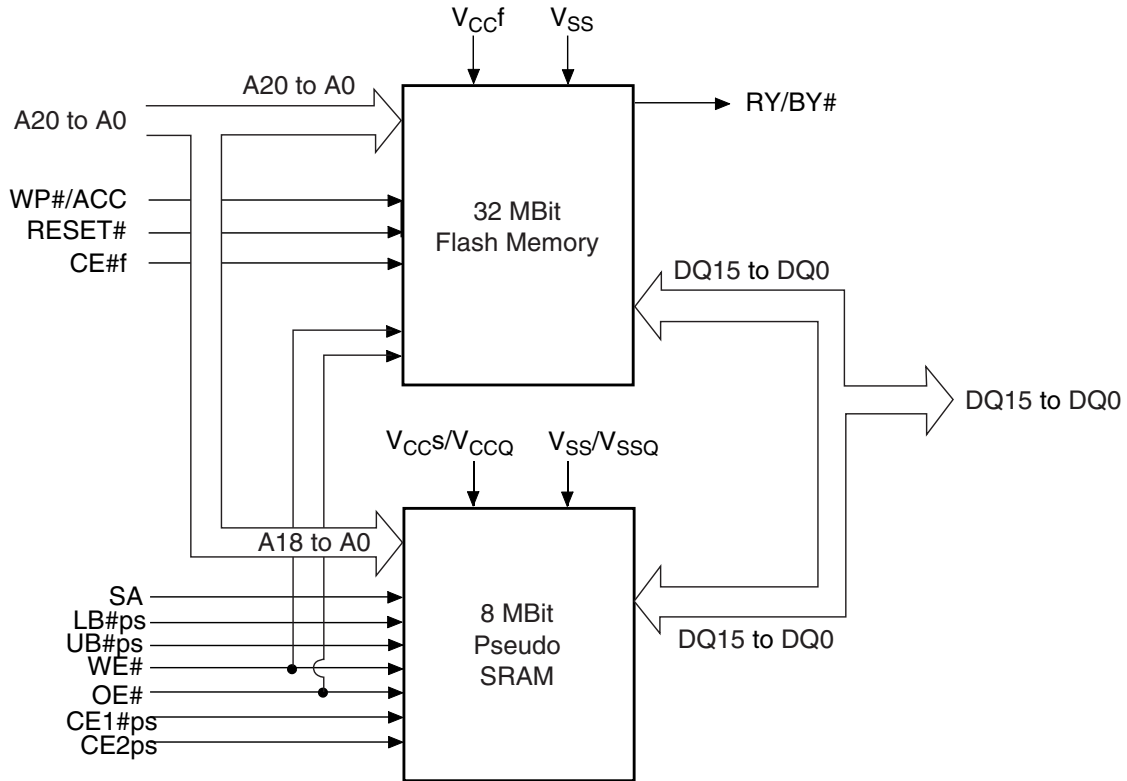 VCCf
VSS
A20 to A0
A20 to A0
RY/BY#
WP#/ACC
RESET#
CE#f
32 MBit
Flash Memory
DQ15 to DQ0
DQ15 to DQ0
VCCs/VCCQ
VSS/VSSQ
A18 to A0
SA
LB#ps
UB#ps
WE#
OE#
CE1#ps
CE2ps
8 MBit
Pseudo
SRAM
DQ15 to DQ0